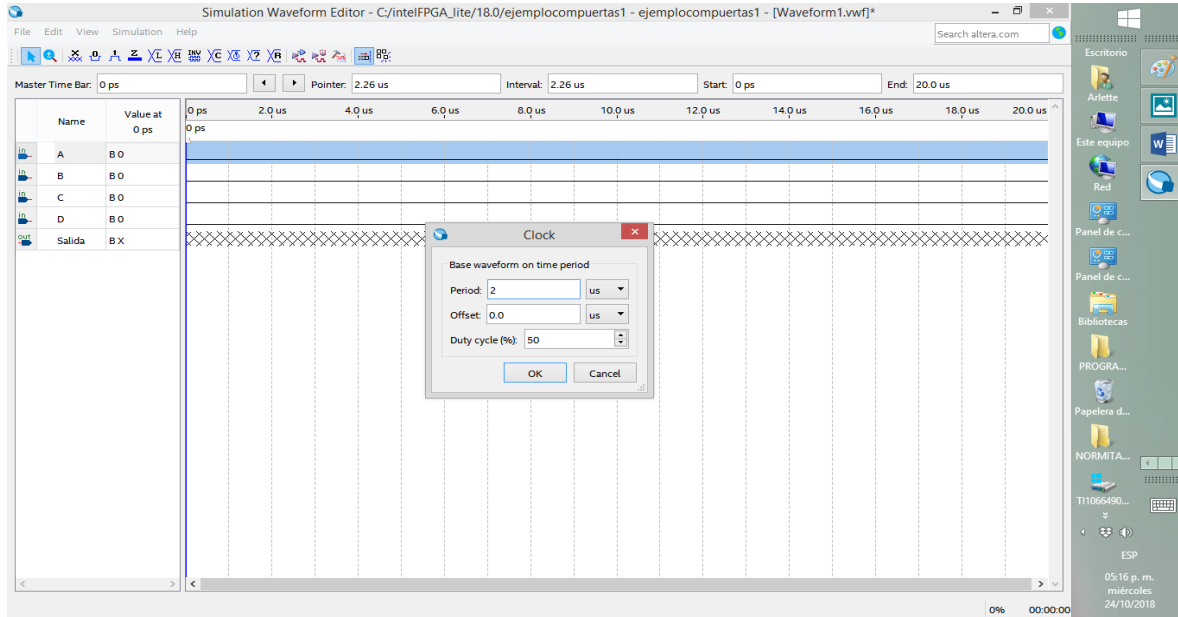 Simulation Waveform Editor - C:/intelFPGA_lite/18.0/ejemplocompuertas1 - ejemplocompuertas1 - [Waveform1.vwf]*
File Edit View Simulation Help
Search altera.com
Master Time Bar: 0 ps Pointer: 2.26 us Interval: 2.26 us Start: 0 ps End: 20.0 us
Name Value at 0 ps
0 ps 2.0 us 4.0 us 6.0 us 8.0 us 10.0 us 12.0 us 14.0 us 16.0 us 18.0 us 20.0 us
0 ps
in A B 0
in B B 0
in C B 0
in D B 0
out Salida B X
Clock
Base waveform on time period
Period: 2 us
Offset: 0.0 us
Duty cycle (%): 50
OK Cancel
0% 00:00:00
Escritorio
Arlette
Este equipo
Red
Panel de c...
Panel de c...
Bibliotecas
PROGRA...
Papelera d...
NORMITA...
TI1066490...
ESP
05:16 p. m.
miércoles
24/10/2018